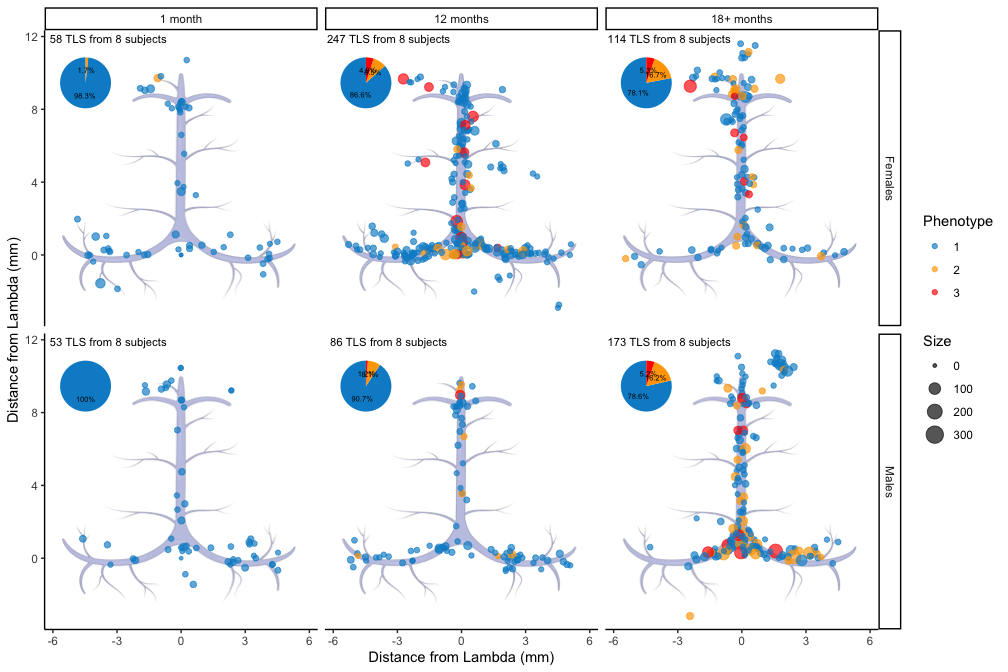 1 month
12 months
18+ months
58 TLS from 8 subjects
247 TLS from 8 subjects
114 TLS from 8 subjects
1.7%
98.3%
86.6%
78.1%
12
8
4
0
Females
53 TLS from 8 subjects
86 TLS from 8 subjects
173 TLS from 8 subjects
100%
90.7%
78.6%
12
8
4
0
Males
-6
-3
0
3
6
-6
-3
0
3
6
-6
-3
0
3
6
Distance from Lambda (mm)
Distance from Lambda (mm)
Phenotype
1
2
3
Size
0
100
200
300